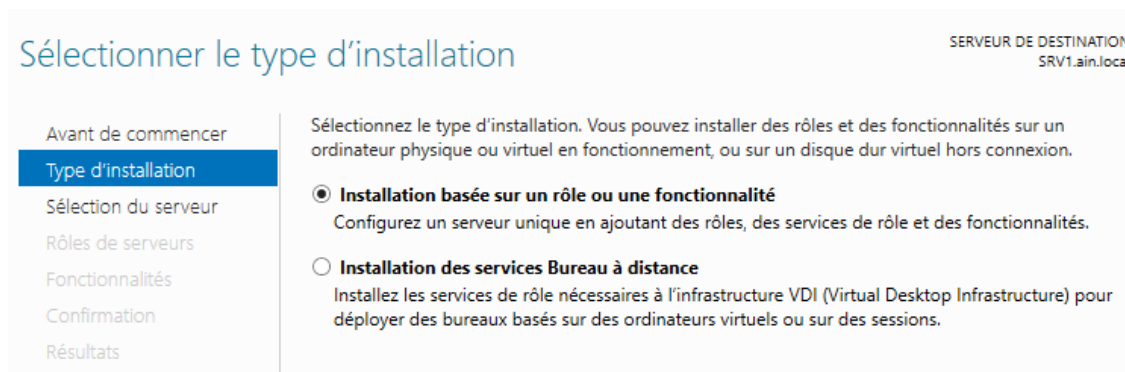 Sélectionner le type d'installation
SERVEUR DE DESTINATION
SRV1.ain.loca
Avant de commencer
Type d'installation
Sélection du serveur
Rôles de serveurs
Fonctionnalités
Confirmation
Résultats
Sélectionnez le type d'installation. Vous pouvez installer des rôles et des fonctionnalités sur un
ordinateur physique ou virtuel en fonctionnement, ou sur un disque dur virtuel hors connexion.
Installation basée sur un rôle ou une fonctionnalité
Configurez un serveur unique en ajoutant des rôles, des services de rôle et des fonctionnalités.
Installation des services Bureau à distance
Installez les services de rôle nécessaires à l'infrastructure VDI (Virtual Desktop Infrastructure) pour
déployer des bureaux basés sur des ordinateurs virtuels ou sur des sessions.